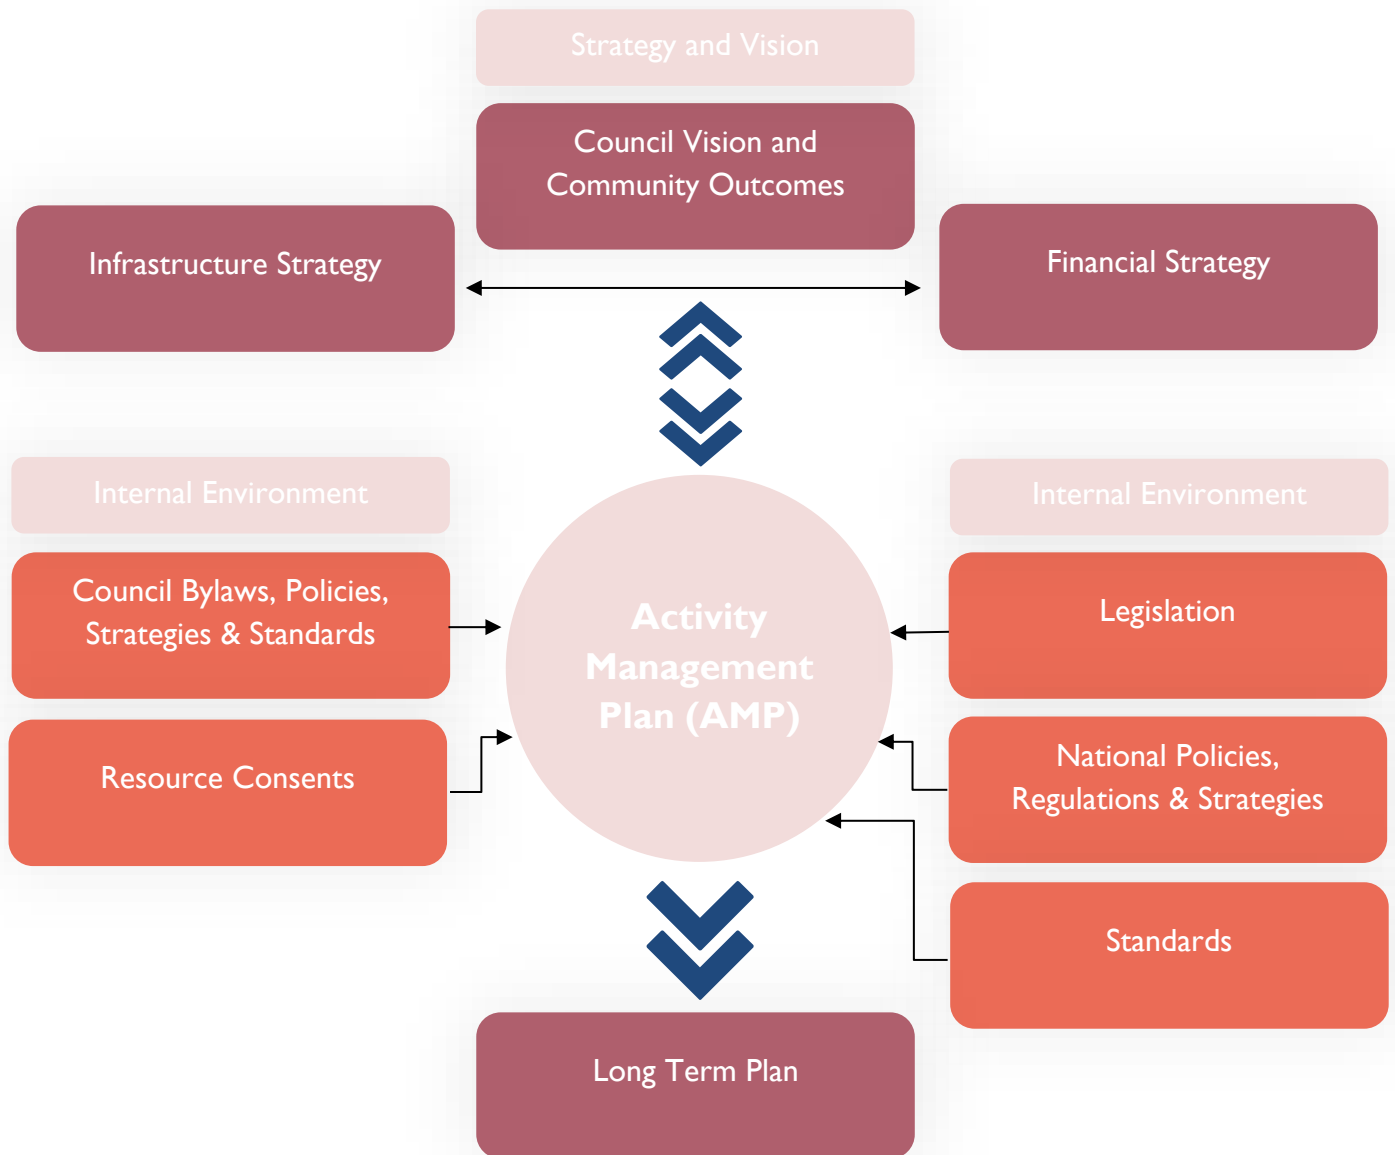 Strategy and Vision
Council Vision and
Community Outcomes
Infrastructure Strategy
Financial Strategy
Internal Environment
Council Bylaws, Policies,
Strategies & Standards
Resource Consents
Activity
Management
Plan (AMP)
Internal Environment
Legislation
National Policies,
Regulations & Strategies
Standards
Long Term Plan